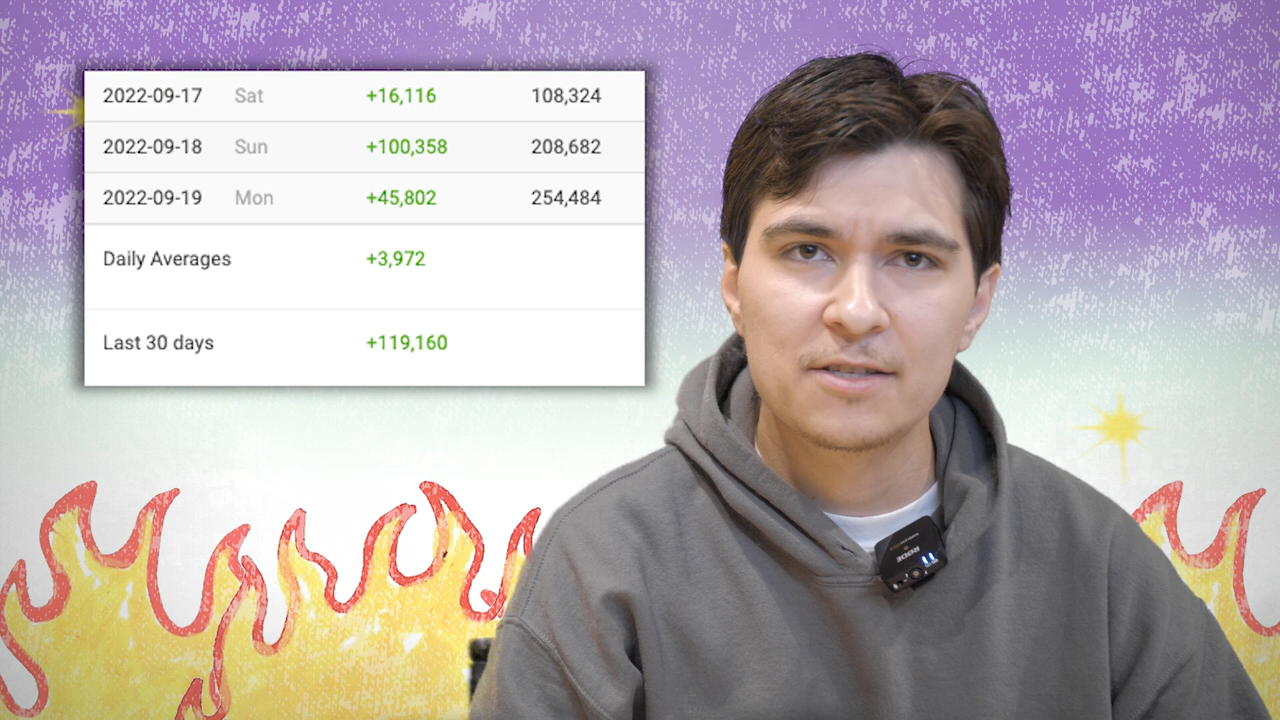 2022-09-17 Sat +16,116 108,324
2022-09-18 Sun +100,358 208,682
2022-09-19 Mon +45,802 254,484
Daily Averages +3,972
Last 30 days +119,160
RØDE